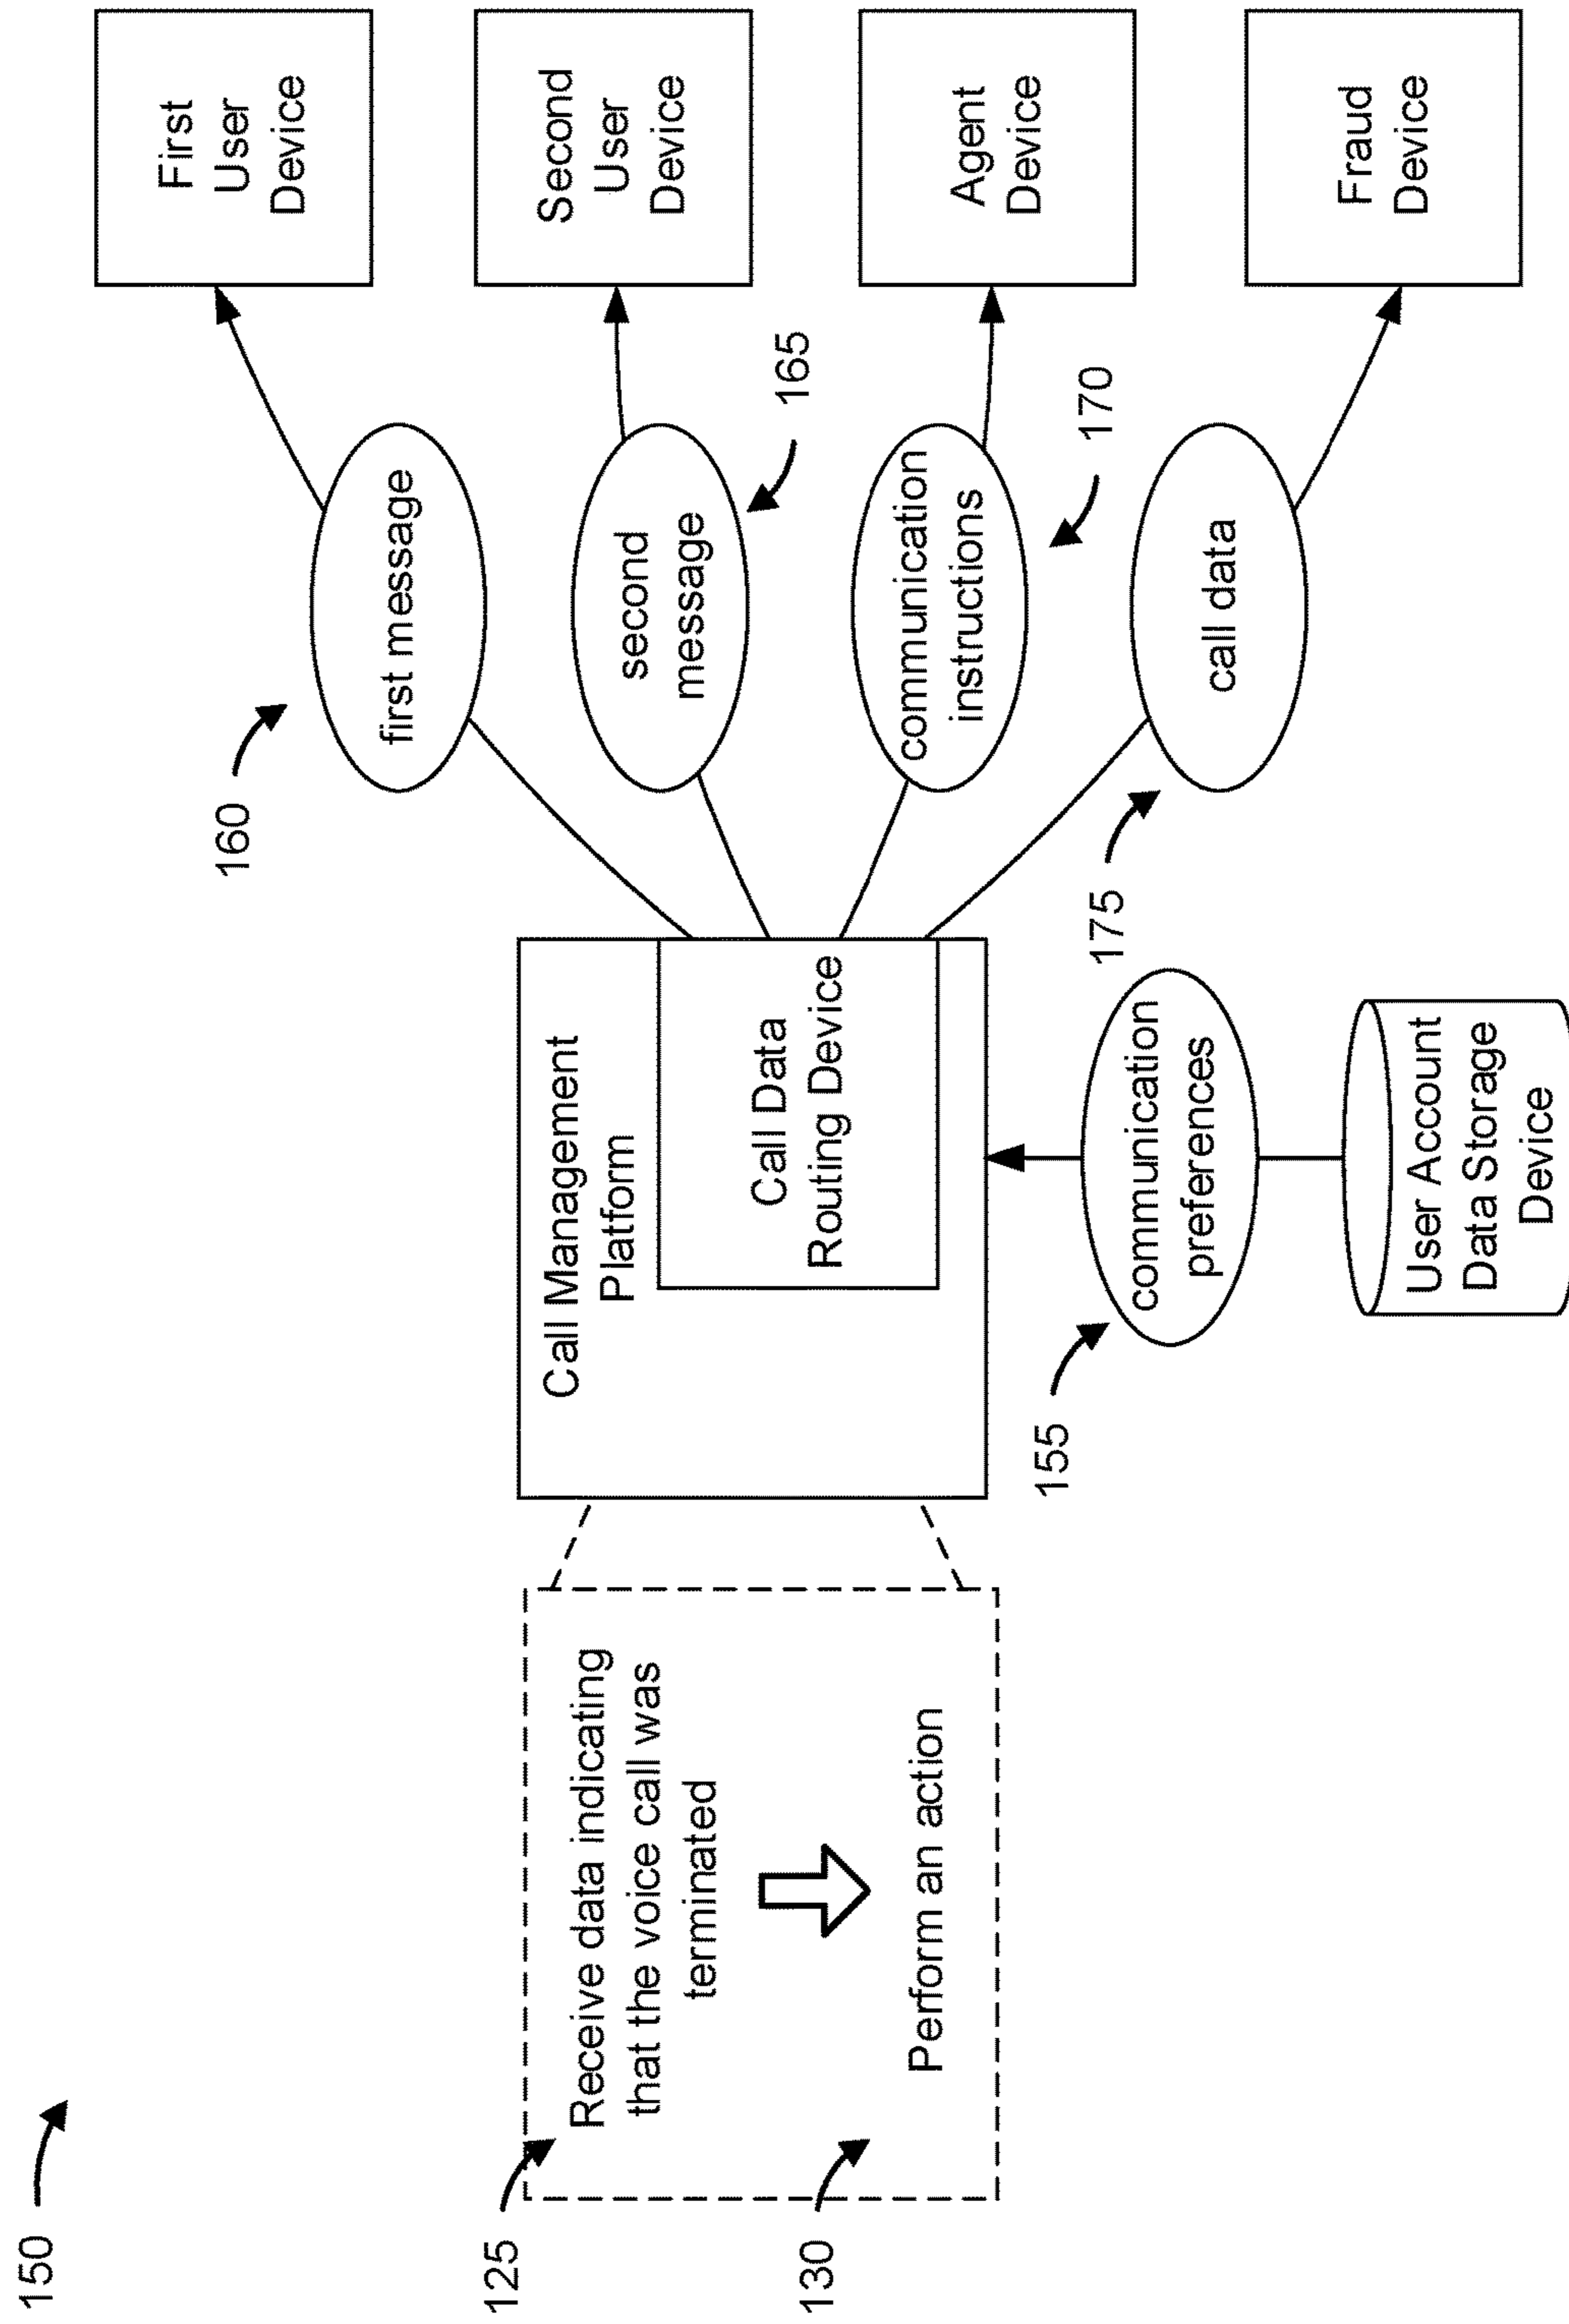 150
125
Receive data indicating
that the voice call was
terminated
130
Perform an action
Call Management
Platform
Call Data
Routing Device
155
communication
preferences
User Account
Data Storage
Device
160
first message
First
User
Device
165
second
message
Second
User
Device
170
communication
instructions
Agent
Device
175
call data
Fraud
Device